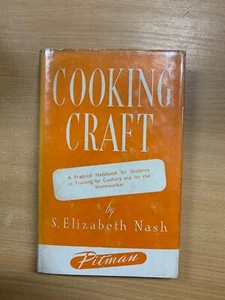 COOKING
CRAFT
A Practical Handbook for Students
in Training for Cookery and for the
Homemaker
by
S. Elizabeth Nash
Pitman